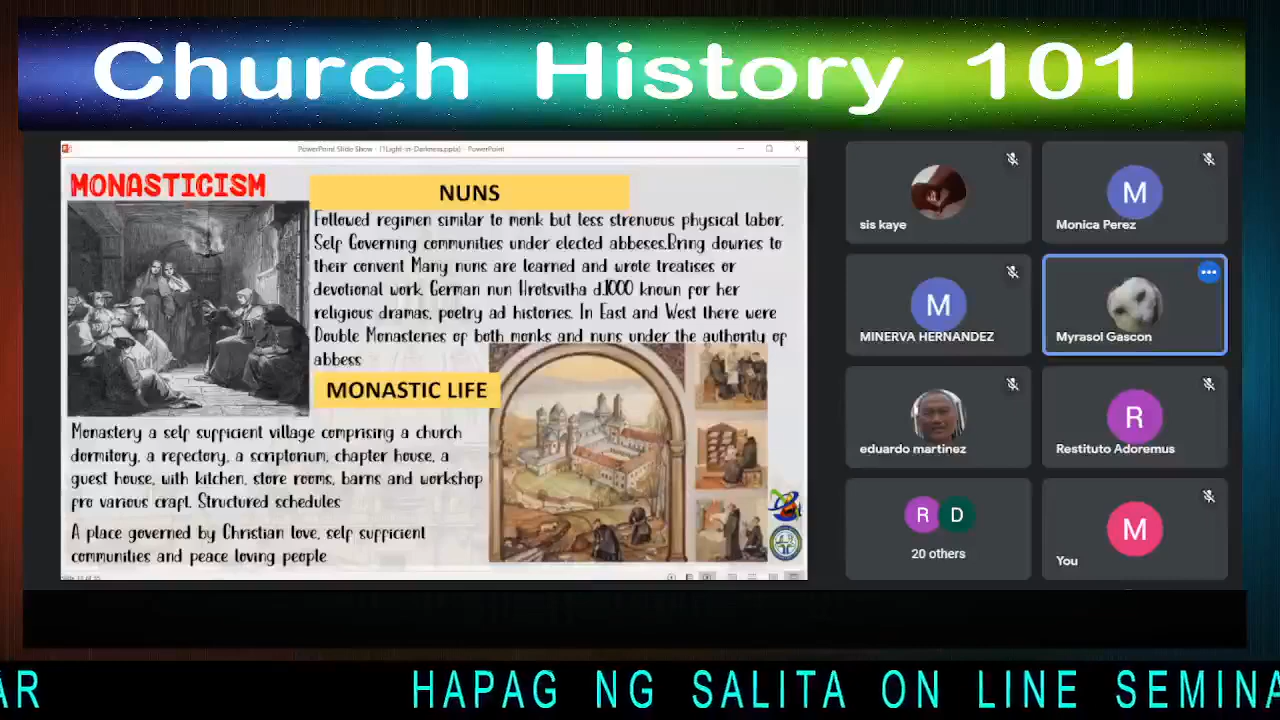 Church History 101
PowerPoint Slide Show - (1Light-in-Darkness.pptx) - PowerPoint
MONASTICISM
NUNS
Followed regimen similar to monk but less strenuous physical labor.
Self Governing communities under elected abbeses.Bring downies to
their convent Many nuns are learned and wrote treatises or
devotional work. German nun Hrotsvitha d.1000 known for her
religious dramas, poetry ad histories. In East and West there were
Double Monasteries of both monks and nuns under the authority of
abbess
MONASTIC LIFE
Monastery a self sufficient village comprising a church
dormitory, a refectory, a scriptorium, chapter house, a
guest house, with kitchen, store rooms, barns and workshop
fro various craft. Structured schedules
A place governed by Christian love, self sufficient
communities and peace loving people
sis kaye
M
Monica Perez
M
MINERVA HERNANDEZ
Myrasol Gascon
eduardo martinez
R
Restituto Adoremus
R D
20 others
M
You
AR HAPAG NG SALITA ON LINE SEMINA